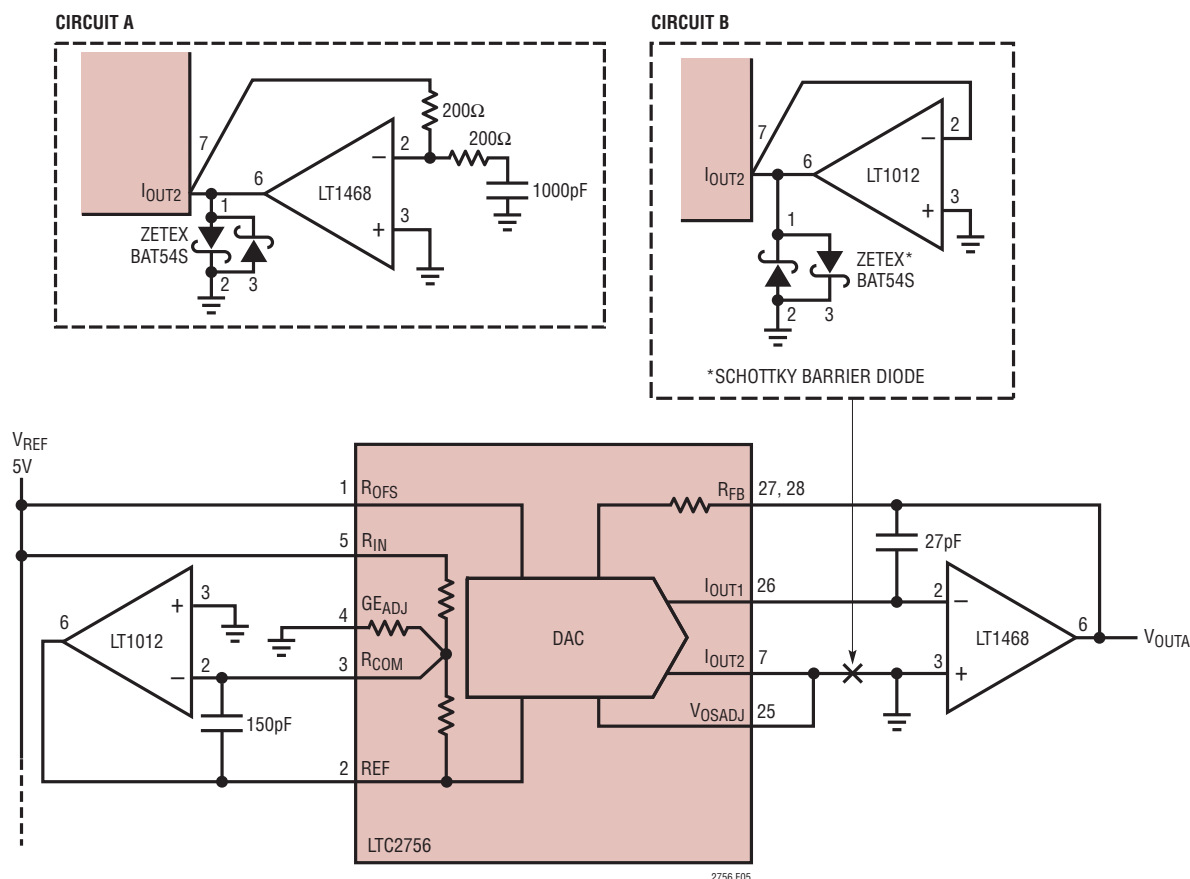 CIRCUIT A
200Ω
200Ω
7
2
–
6
IOUT2
LT1468
1000pF
1
3
+
ZETEX
BAT54S
2 3
CIRCUIT B
2
7
–
6
IOUT2
LT1012
3
+
1
ZETEX*
BAT54S
2 3
*SCHOTTKY BARRIER DIODE
VREF
5V
1 ROFS
RFB 27, 28
5 RIN
27pF
3
+
6
LT1012
2
–
150pF
4 GEADJ
3 RCOM
2 REF
DAC
IOUT1 26
IOUT2 7
VOSADJ 25
2
–
6
LT1468
3
+
VOUTA
LTC2756
2756 F05